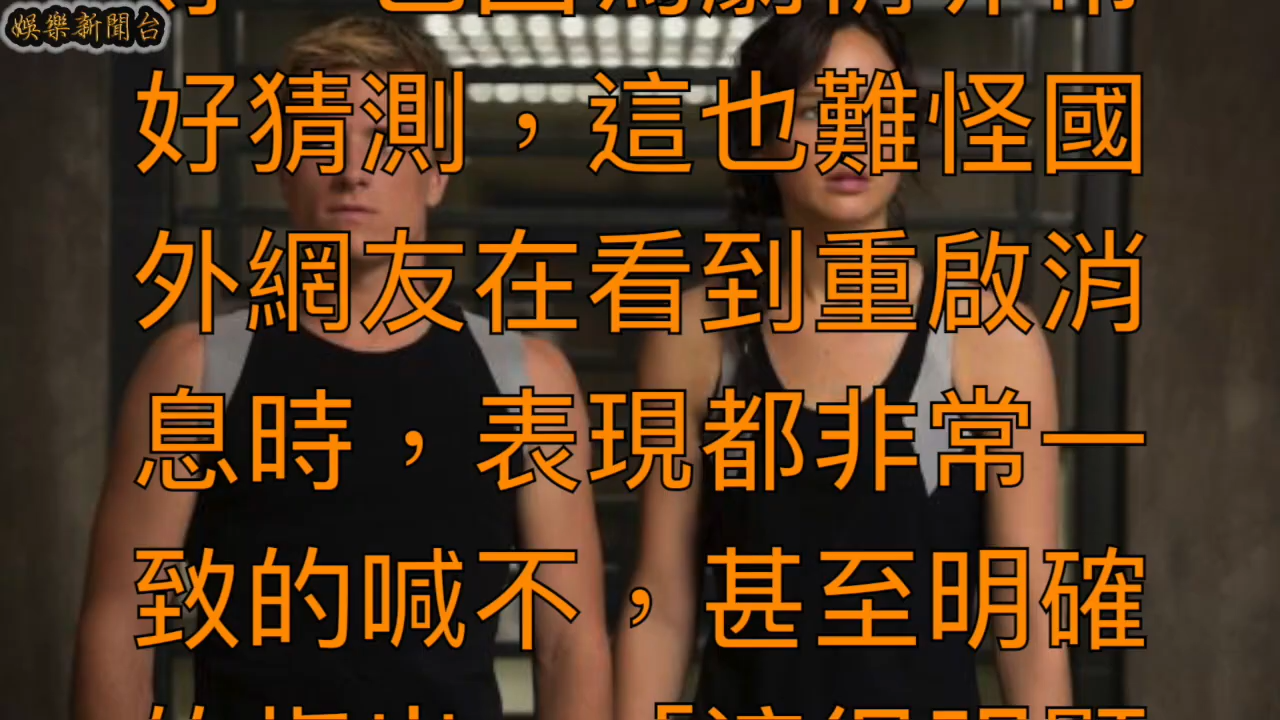 娛樂新聞台
好猜測，這也難怪國
外網友在看到重啟消
息時，表現都非常一
致的喊不，甚至明確